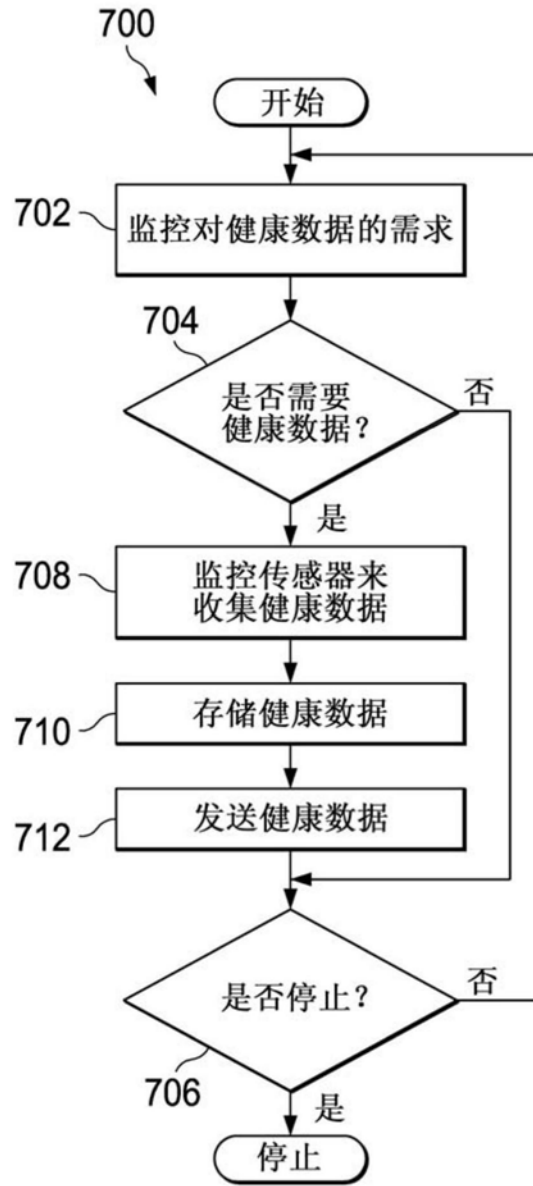 700
开始
702
监控对健康数据的需求
704
是否需要
健康数据？
否
是
708
监控传感器来
收集健康数据
710
存储健康数据
712
发送健康数据
是否停止？
否
706
是
停止